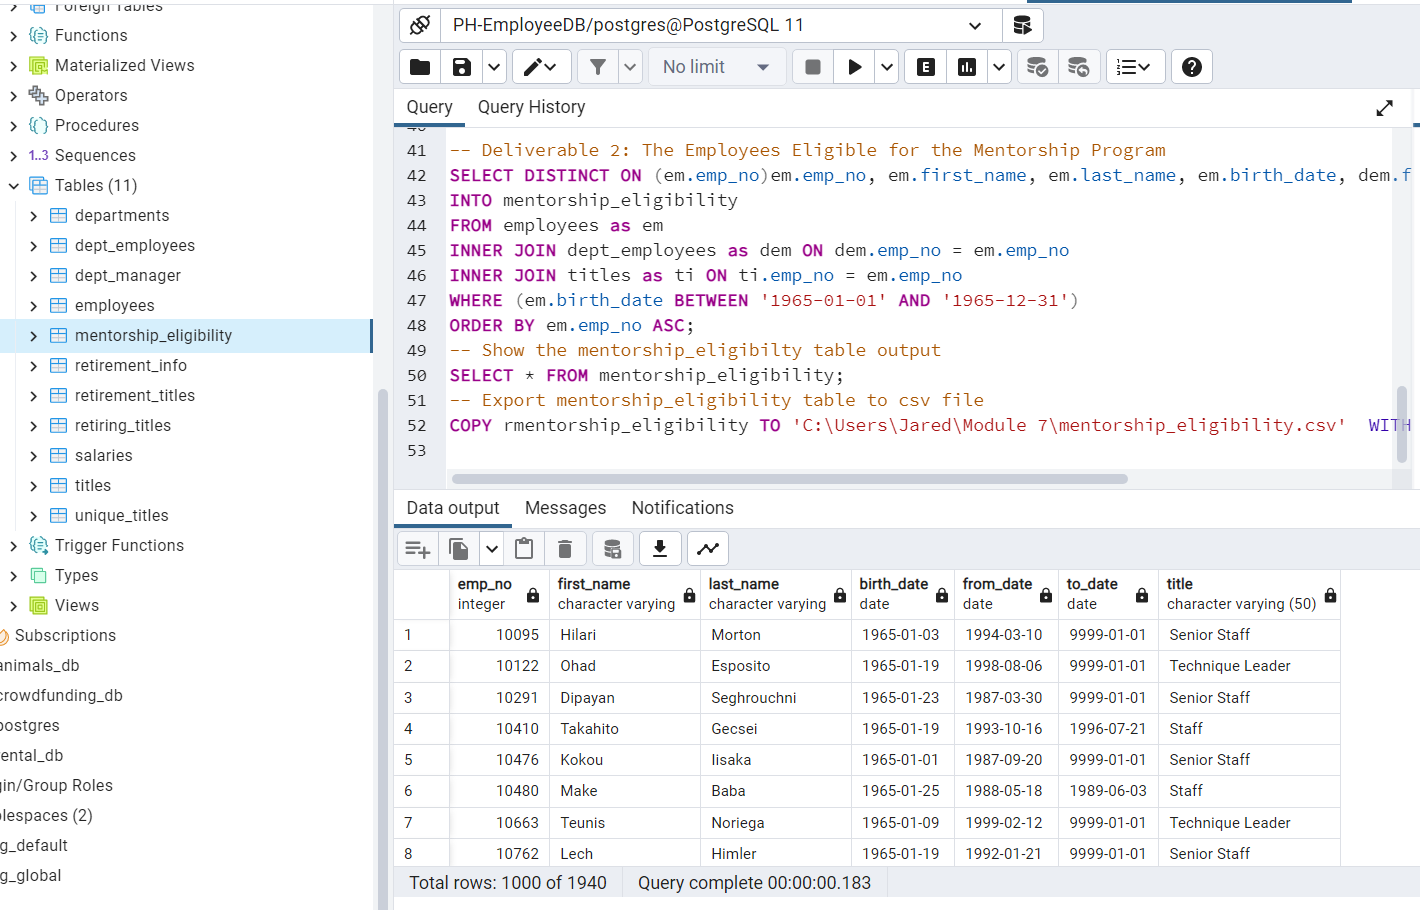 Foreign Tables
Functions
Materialized Views
Operators
Procedures
1..3 Sequences
Tables (11)
departments
dept_employees
dept_manager
employees
mentorship_eligibility
retirement_info
retirement_titles
retiring_titles
salaries
titles
unique_titles
Trigger Functions
Types
Views
Subscriptions
animals_db
crowdfunding_db
postgres
ental_db
gin/Group Roles
blespaces (2)
g_default
g_global
PH-EmployeeDB/postgres@PostgreSQL 11
No limit
E
Query Query History
40
41 -- Deliverable 2: The Employees Eligible for the Mentorship Program
42 SELECT DISTINCT ON (em.emp_no)em.emp_no, em.first_name, em.last_name, em.birth_date, dem.f
43 INTO mentorship_eligibility
44 FROM employees as em
45 INNER JOIN dept_employees as dem ON dem.emp_no = em.emp_no
46 INNER JOIN titles as ti ON ti.emp_no = em.emp_no
47 WHERE (em.birth_date BETWEEN '1965-01-01' AND '1965-12-31')
48 ORDER BY em.emp_no ASC;
49 -- Show the mentorship_eligibilty table output
50 SELECT * FROM mentorship_eligibility;
51 -- Export mentorship_eligibility table to csv file
52 COPY rmentorship_eligibility TO 'C:\Users\Jared\Module 7\mentorship_eligibility.csv' WITH
53
Data output Messages Notifications
emp_no first_name last_name birth_date from_date to_date title
integer character varying character varying date date date character varying (50)
1 10095 Hilari Morton 1965-01-03 1994-03-10 9999-01-01 Senior Staff
2 10122 Ohad Esposito 1965-01-19 1998-08-06 9999-01-01 Technique Leader
3 10291 Dipayan Seghrouchni 1965-01-23 1987-03-30 9999-01-01 Senior Staff
4 10410 Takahito Gecsei 1965-01-19 1993-10-16 1996-07-21 Staff
5 10476 Kokou Iisaka 1965-01-01 1987-09-20 9999-01-01 Senior Staff
6 10480 Make Baba 1965-01-25 1988-05-18 1989-06-03 Staff
7 10663 Teunis Noriega 1965-01-09 1999-02-12 9999-01-01 Technique Leader
8 10762 Lech Himler 1965-01-19 1992-01-21 9999-01-01 Senior Staff
Total rows: 1000 of 1940 Query complete 00:00:00.183